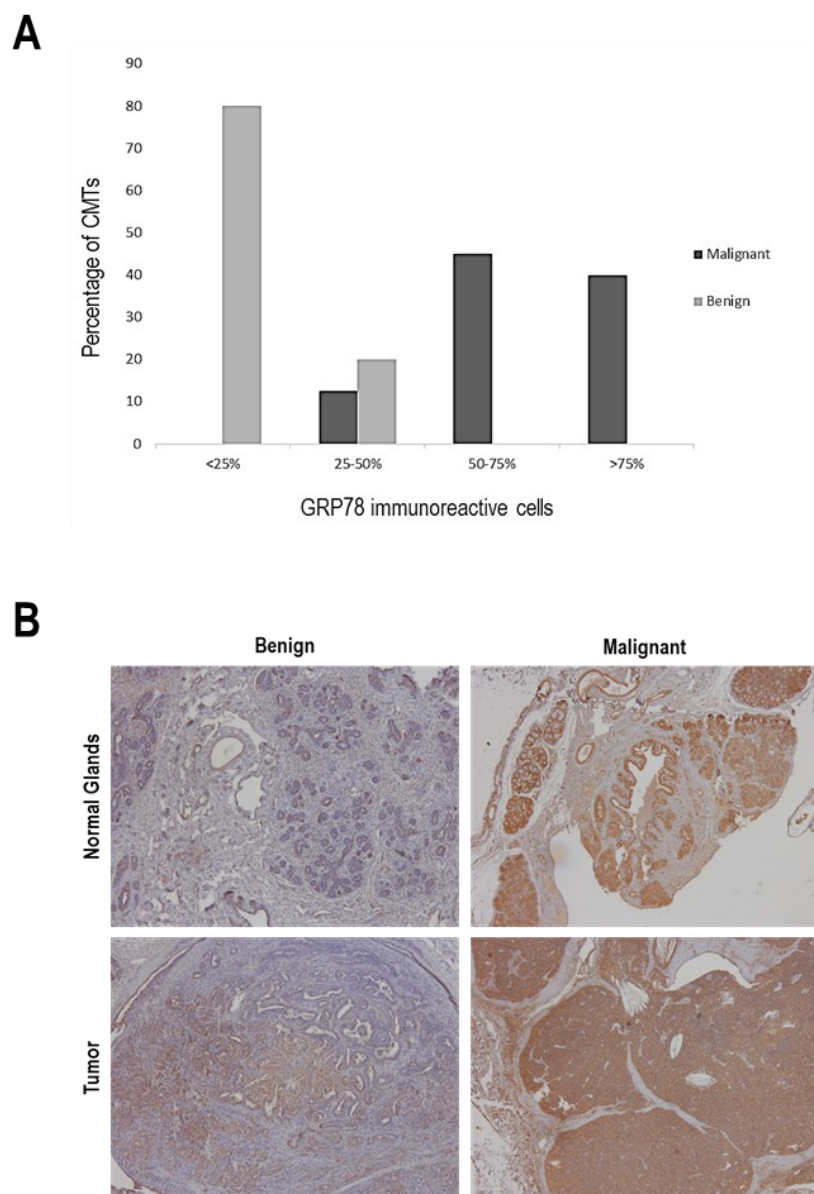 A
90
80
70
60
50
40
30
20
10
0
Percentage of CMTs
<25%
25-50%
50-75%
>75%
GRP78 immunoreactive cells
Malignant
Benign
B
Benign
Malignant
Normal Glands
Tumor